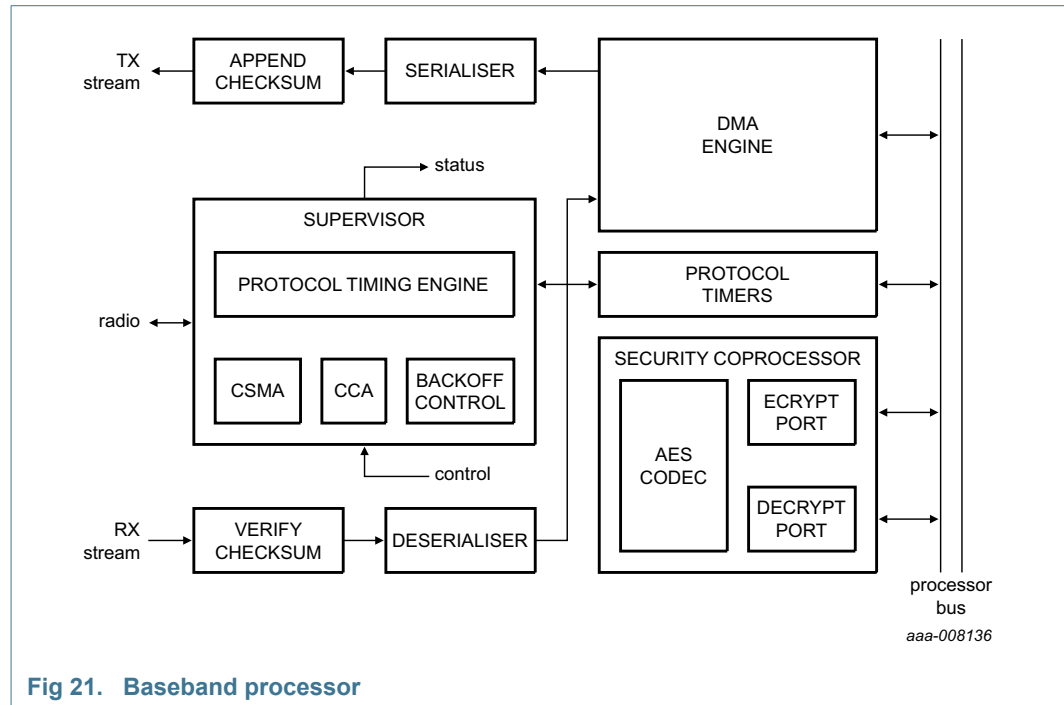 TX
stream
APPEND
CHECKSUM
SERIALISER
DMA
ENGINE
status
SUPERVISOR
PROTOCOL TIMING ENGINE
PROTOCOL
TIMERS
radio
SECURITY COPROCESSOR
CSMA
CCA
BACKOFF
CONTROL
AES
CODEC
ECRYPT
PORT
DECRYPT
PORT
control
RX
stream
VERIFY
CHECKSUM
DESERIALISER
processor
bus
aaa-008136
Fig 21. Baseband processor